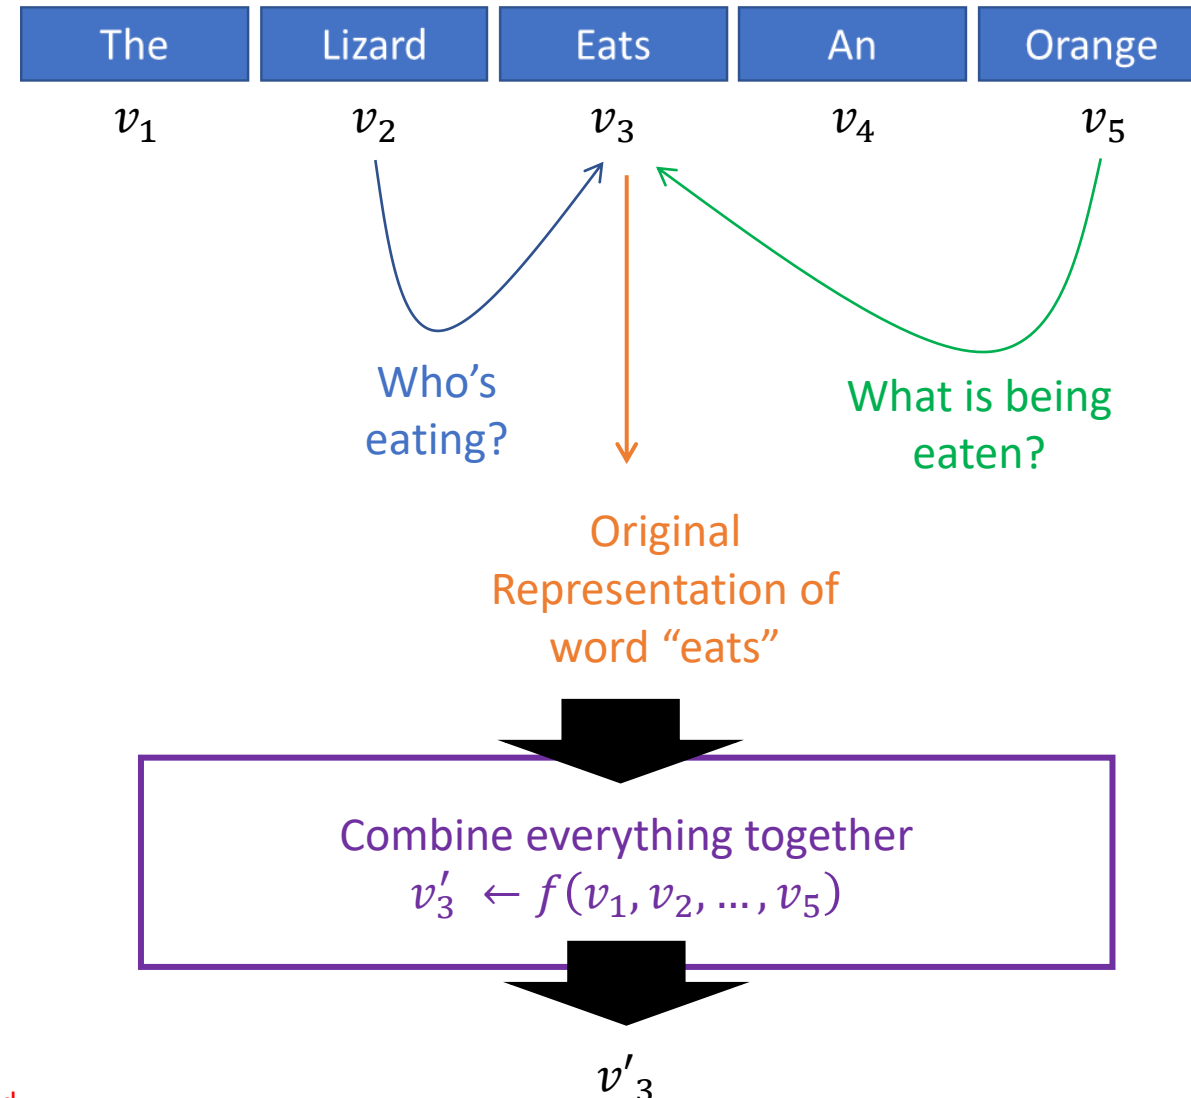 The Lizard Eats An Orange
v₁ v₂ v₃ v₄ v₅
Who’s
eating?
What is being
eaten?
Original
Representation of
word “eats”
Combine everything together
v₃′ ← f(v₁, v₂, …, v₅)
v′₃